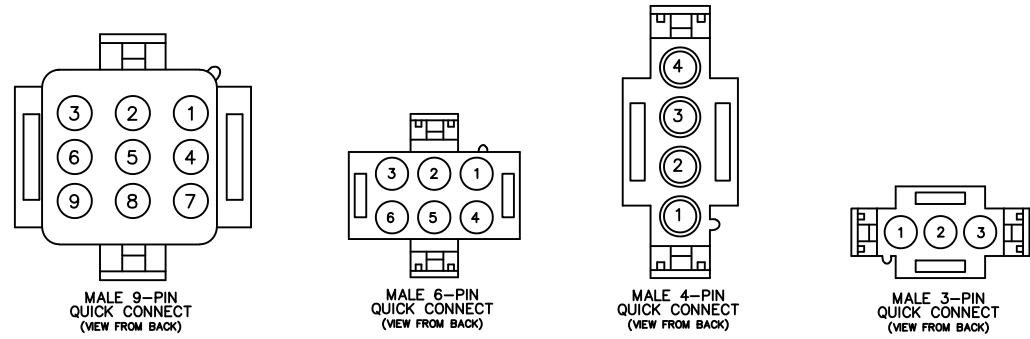 3 2 1
6 5 4
9 8 7
MALE 9-PIN
QUICK CONNECT
(VIEW FROM BACK)
3 2 1
6 5 4
MALE 6-PIN
QUICK CONNECT
(VIEW FROM BACK)
4
3
2
1
MALE 4-PIN
QUICK CONNECT
(VIEW FROM BACK)
1 2 3
MALE 3-PIN
QUICK CONNECT
(VIEW FROM BACK)